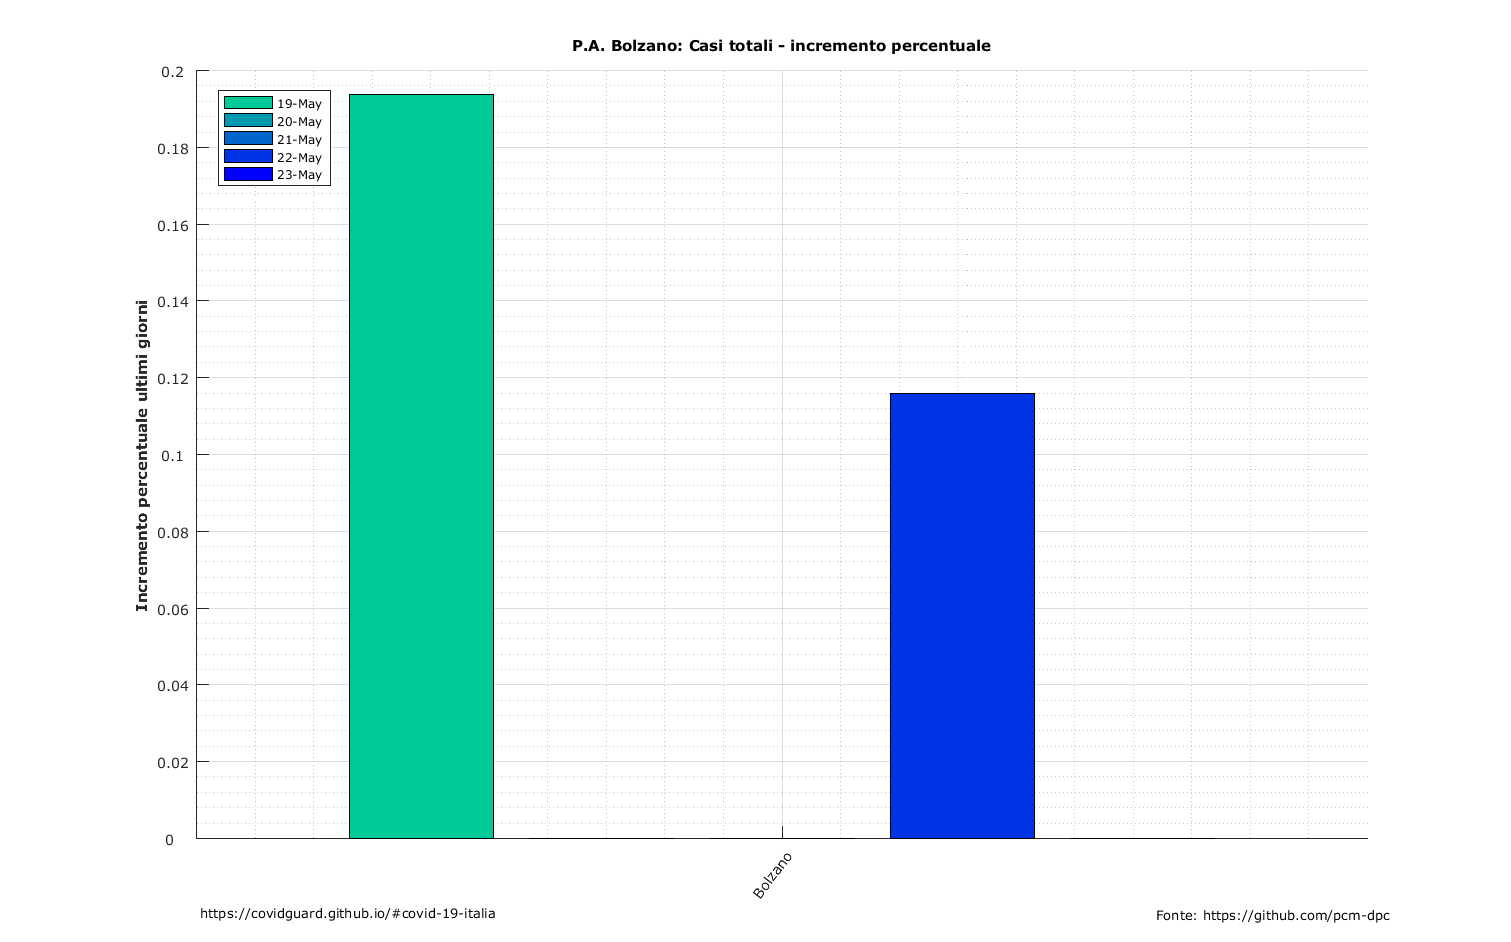 P.A. Bolzano: Casi totali - incremento percentuale
0.2
0.18
0.16
0.14
0.12
0.1
0.08
0.06
0.04
0.02
0
Incremento percentuale ultimi giorni
19-May
20-May
21-May
22-May
23-May
Bolzano
https://covidguard.github.io/#covid-19-italia
Fonte: https://github.com/pcm-dpc